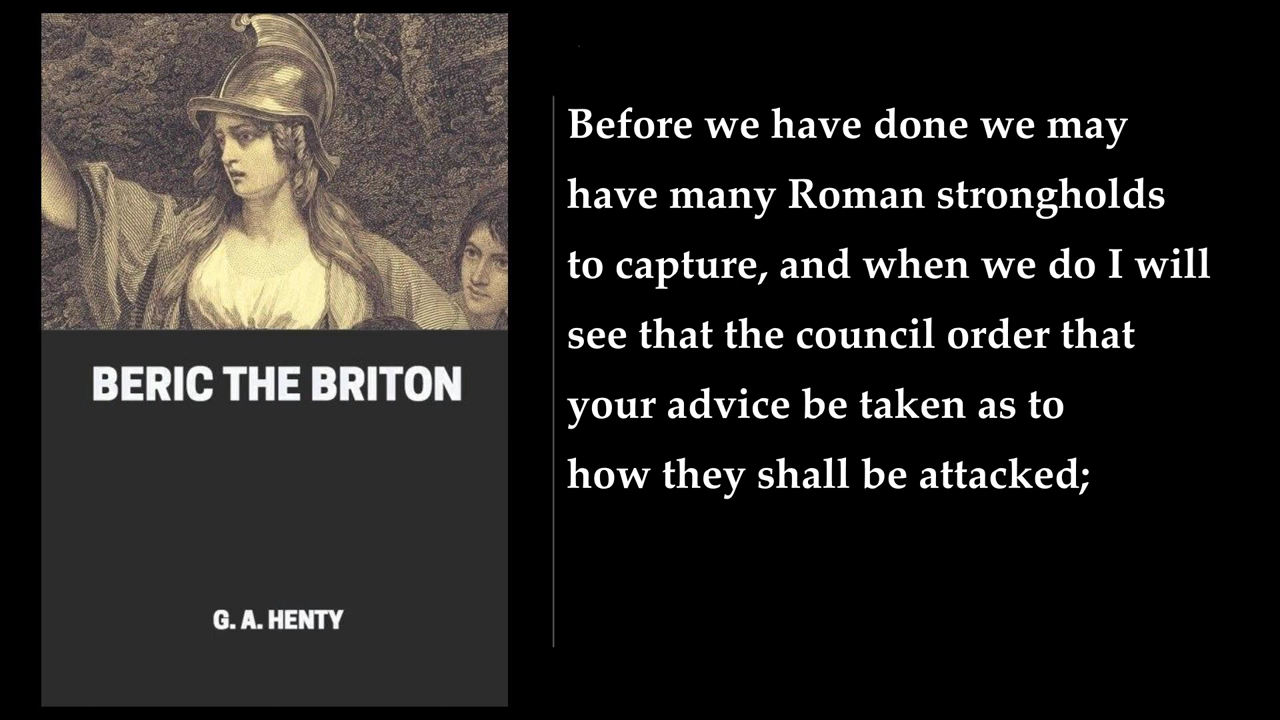 BERIC THE BRITON
G. A. HENTY
Before we have done we may
have many Roman strongholds
to capture, and when we do I will
see that the council order that
your advice be taken as to
how they shall be attacked;